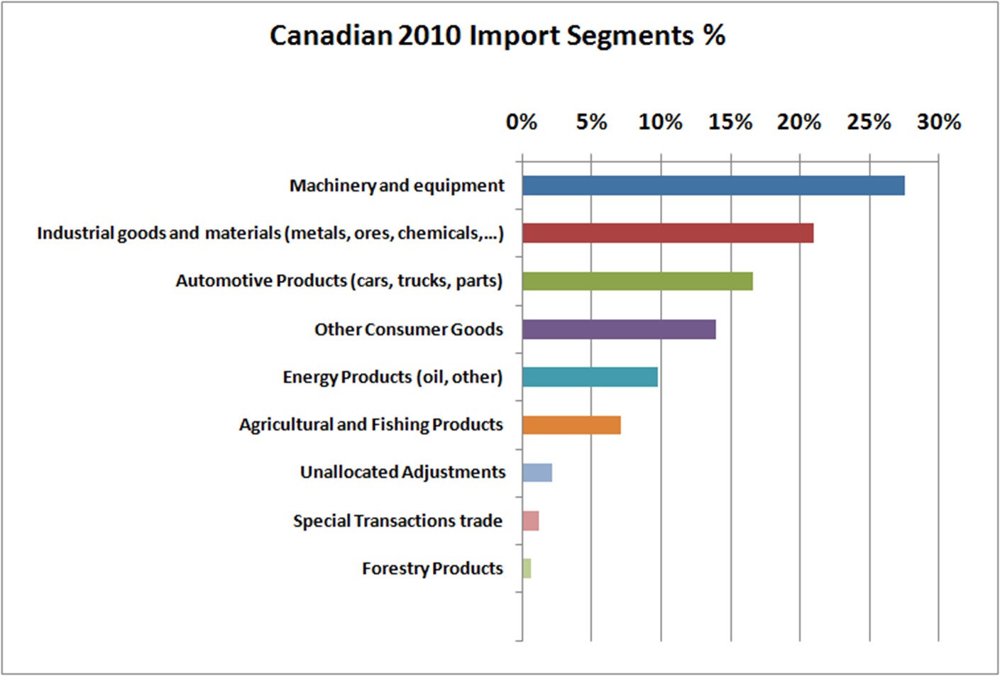 Canadian 2010 Import Segments %
0% 5% 10% 15% 20% 25% 30%
Machinery and equipment
Industrial goods and materials (metals, ores, chemicals,...)
Automotive Products (cars, trucks, parts)
Other Consumer Goods
Energy Products (oil, other)
Agricultural and Fishing Products
Unallocated Adjustments
Special Transactions trade
Forestry Products